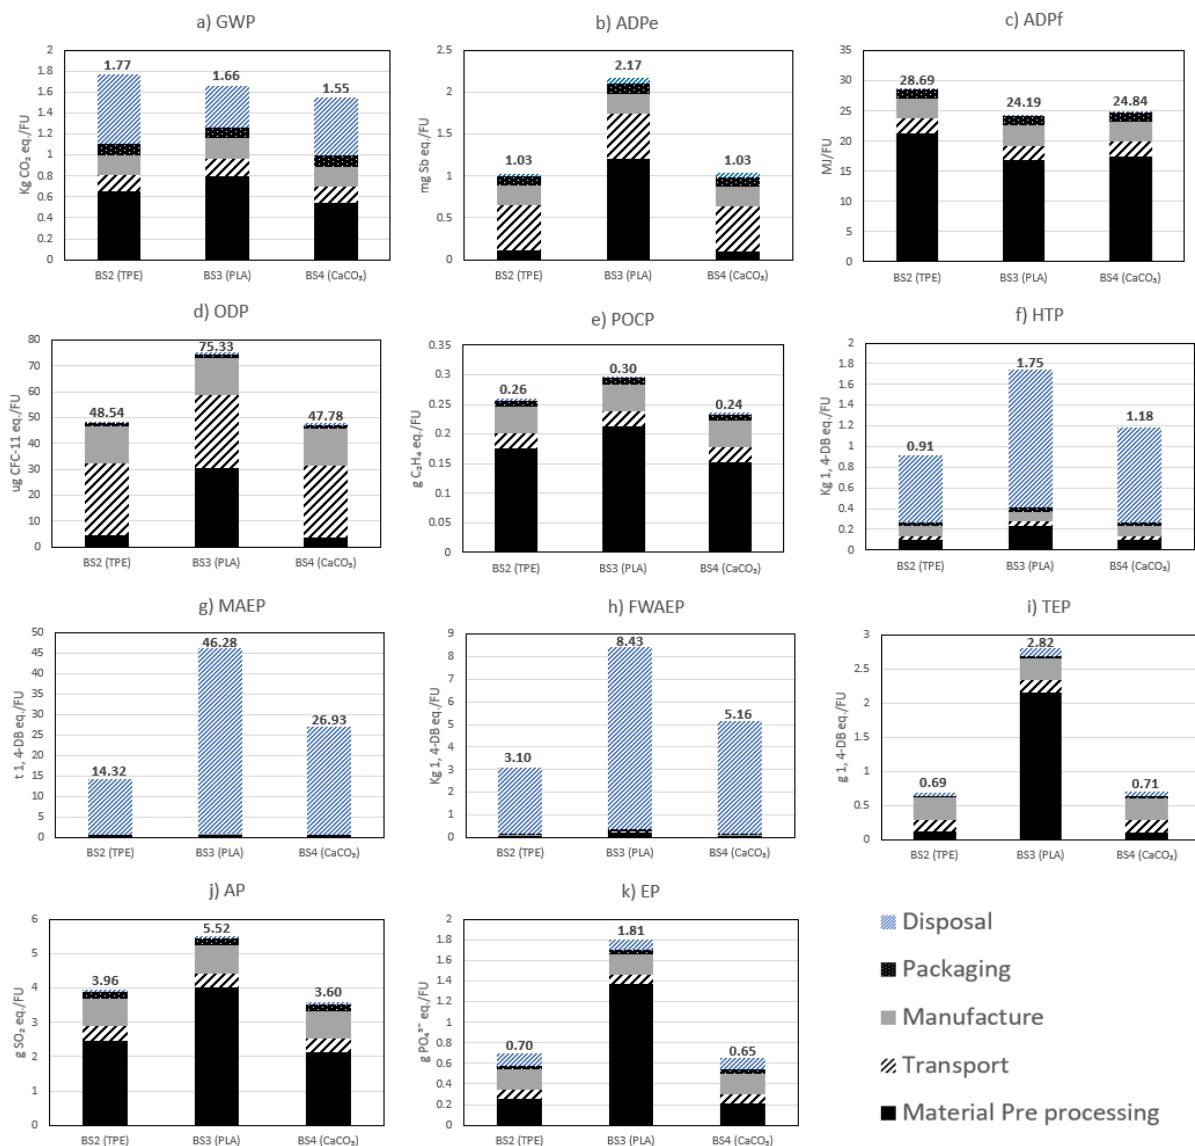 a) GWP
Kg CO₂ eq./FU
2
1.8
1.6
1.4
1.2
1
0.8
0.6
0.4
0.2
0
1.77
1.66
1.55
BS2 (TPE)
BS3 (PLA)
BS4 (CaCO₃)
b) ADPe
mg Sb eq./FU
2.5
2
1.5
1
0.5
0
1.03
2.17
1.03
BS2 (TPE)
BS3 (PLA)
BS4 (CaCO₃)
c) ADPf
MJ/FU
35
30
25
20
15
10
5
0
28.69
24.19
24.84
BS2 (TPE)
BS3 (PLA)
BS4 (CaCO₃)
d) ODP
ug CFC-11 eq./FU
80
70
60
50
40
30
20
10
0
48.54
75.33
47.78
BS2 (TPE)
BS3 (PLA)
BS4 (CaCO₃)
e) POCP
g C₂H₄ eq./FU
0.35
0.3
0.25
0.2
0.15
0.1
0.05
0
0.26
0.30
0.24
BS2 (TPE)
BS3 (PLA)
BS4 (CaCO₃)
f) HTP
Kg 1, 4-DB eq./FU
2
1.8
1.6
1.4
1.2
1
0.8
0.6
0.4
0.2
0
0.91
1.75
1.18
BS2 (TPE)
BS3 (PLA)
BS4 (CaCO₃)
g) MAEP
t 1, 4-DB eq./FU
50
45
40
35
30
25
20
15
10
5
0
14.32
46.28
26.93
BS2 (TPE)
BS3 (PLA)
BS4 (CaCO₃)
h) FWAEP
Kg 1, 4-DB eq./FU
9
8
7
6
5
4
3
2
1
0
3.10
8.43
5.16
BS2 (TPE)
BS3 (PLA)
BS4 (CaCO₃)
i) TEP
g 1, 4-DB eq./FU
3
2.5
2
1.5
1
0.5
0
0.69
2.82
0.71
BS2 (TPE)
BS3 (PLA)
BS4 (CaCO₃)
j) AP
g SO₂ eq./FU
6
5
4
3
2
1
0
3.96
5.52
3.60
BS2 (TPE)
BS3 (PLA)
BS4 (CaCO₃)
k) EP
g PO₄³⁻ eq./FU
2
1.8
1.6
1.4
1.2
1
0.8
0.6
0.4
0.2
0
0.70
1.81
0.65
BS2 (TPE)
BS3 (PLA)
BS4 (CaCO₃)
Disposal
Packaging
Manufacture
Transport
Material Pre processing